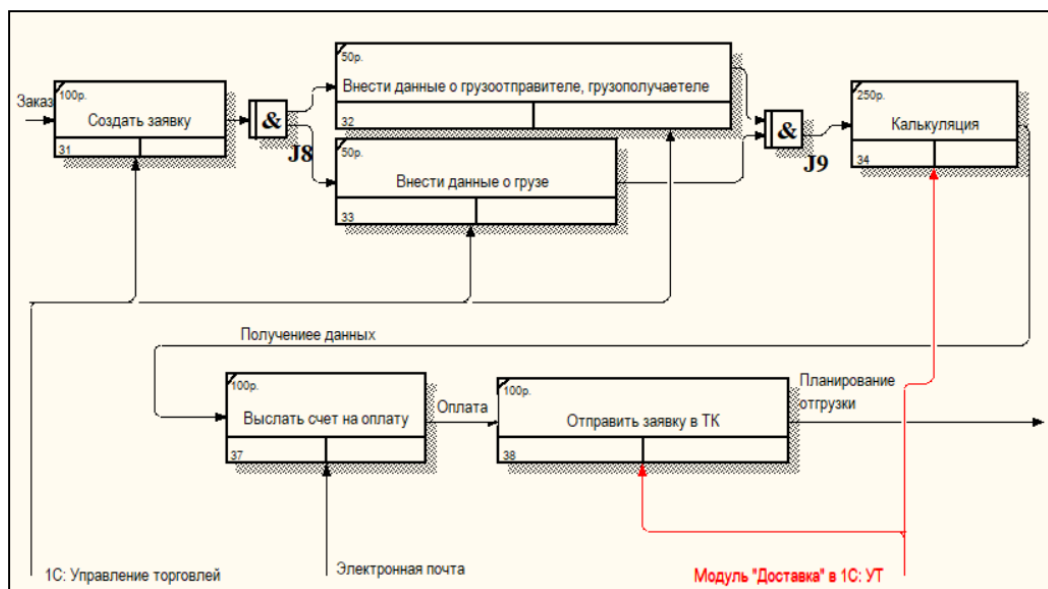 Заказ
100р.
Создать заявку
31
&
J8
50р.
Внести данные о грузоотправителе, грузополучаетеле
32
50р.
Внести данные о грузе
33
&
J9
250р.
Калькуляция
34
Получениее данных
100р.
Выслать счет на оплату
37
Оплата
100р.
Отправить заявку в ТК
38
Планирование
отгрузки
1С: Управление торговлей
Электронная почта
Модуль "Доставка" в 1С: УТ